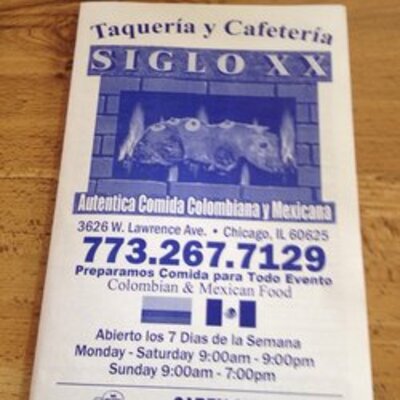 Taquería y Cafetería
SIGLO XX
Autentica Comida Colombiana y Mexicana
3626 W. Lawrence Ave. • Chicago, IL 60625
773.267.7129
Preparamos Comida para Todo Evento
Colombian & Mexican Food
Abierto los 7 Dias de la Semana
Monday - Saturday 9:00am - 9:00pm
Sunday 9:00am - 7:00pm